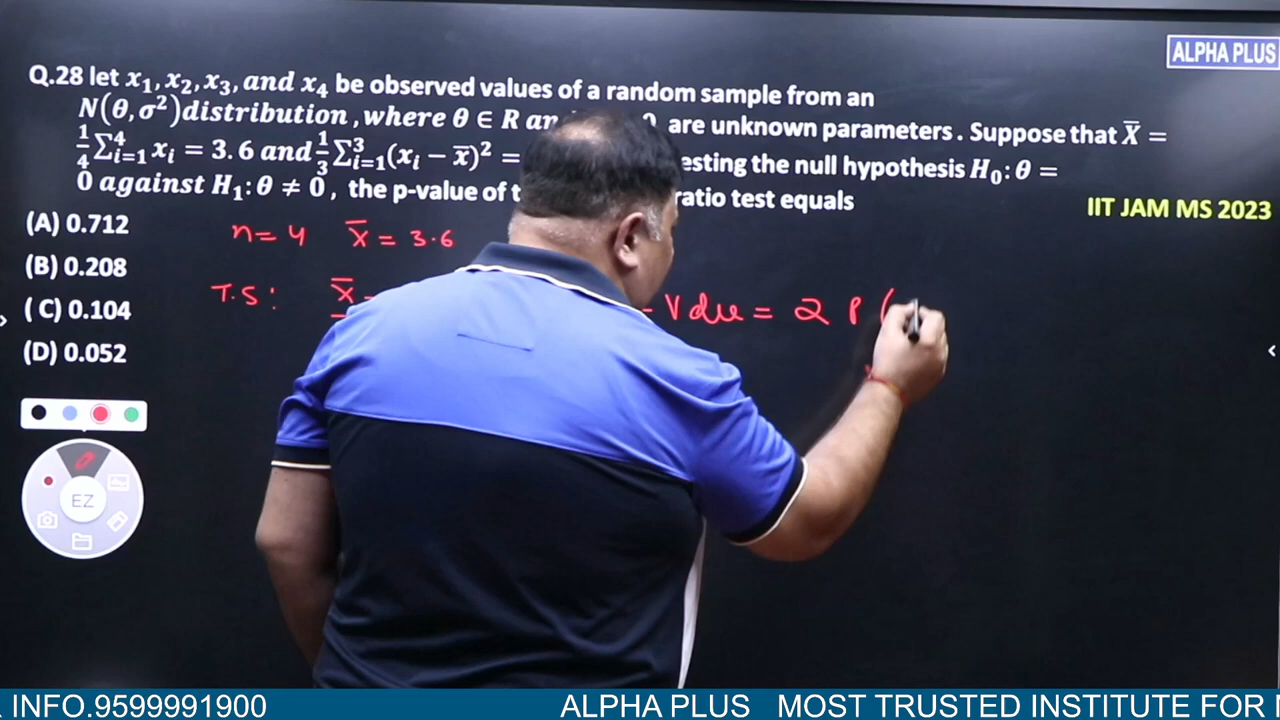 ALPHA PLUS
Q.28 let x₁, x₂, x₃, and x₄ be observed values of a random sample from an
N(θ, σ²) distribution , where θ ∈ R are unknown parameters . Suppose that X̄ =
1/4 ∑⁴ᵢ₌₁ xᵢ = 3.6 and 1/3 ∑³ᵢ₌₁ (xᵢ − x̄)² = esting the null hypothesis H₀: θ =
0 against H₁: θ ≠ 0 , the p-value of ratio test equals
IIT JAM MS 2023
(A) 0.712
(B) 0.208
( C) 0.104
(D) 0.052
n = 4 x̄ = 3.6
T.S : x̄ - Vdue = 2 P (
EZ
INFO.9599991900 ALPHA PLUS MOST TRUSTED INSTITUTE FOR